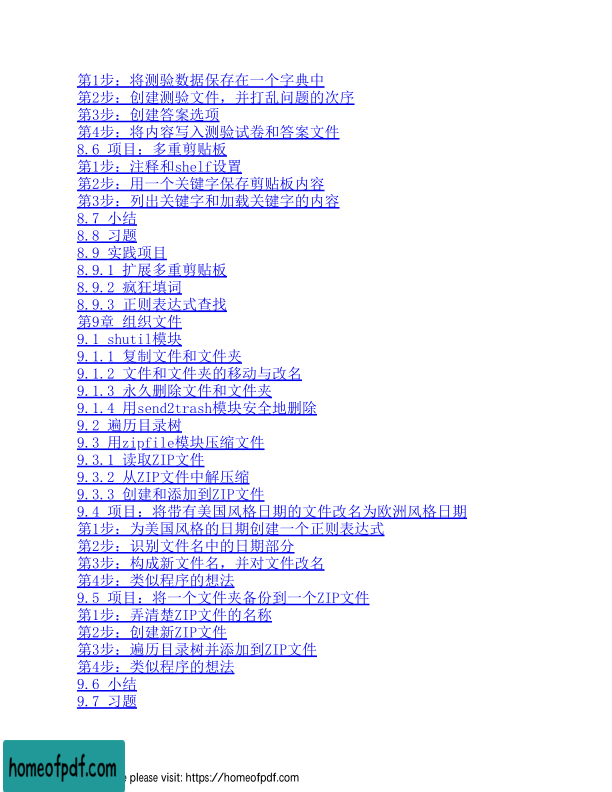 第1步：将测验数据保存在一个字典中
第2步：创建测验文件，并打乱问题的次序
第3步：创建答案选项
第4步：将内容写入测验试卷和答案文件
8.6 项目：多重剪贴板
第1步：注释和shelf设置
第2步：用一个关键字保存剪贴板内容
第3步：列出关键字和加载关键字的内容
8.7 小结
8.8 习题
8.9 实践项目
8.9.1 扩展多重剪贴板
8.9.2 疯狂填词
8.9.3 正则表达式查找
第9章 组织文件
9.1 shutil模块
9.1.1 复制文件和文件夹
9.1.2 文件和文件夹的移动与改名
9.1.3 永久删除文件和文件夹
9.1.4 用send2trash模块安全地删除
9.2 遍历目录树
9.3 用zipfile模块压缩文件
9.3.1 读取ZIP文件
9.3.2 从ZIP文件中解压缩
9.3.3 创建和添加到ZIP文件
9.4 项目：将带有美国风格日期的文件改名为欧洲风格日期
第1步：为美国风格的日期创建一个正则表达式
第2步：识别文件名中的日期部分
第3步：构成新文件名，并对文件改名
第4步：类似程序的想法
9.5 项目：将一个文件夹备份到一个ZIP文件
第1步：弄清楚ZIP文件的名称
第2步：创建新ZIP文件
第3步：遍历目录树并添加到ZIP文件
第4步：类似程序的想法
9.6 小结
9.7 习题
homeofpdf.com
e please visit: https://homeofpdf.com